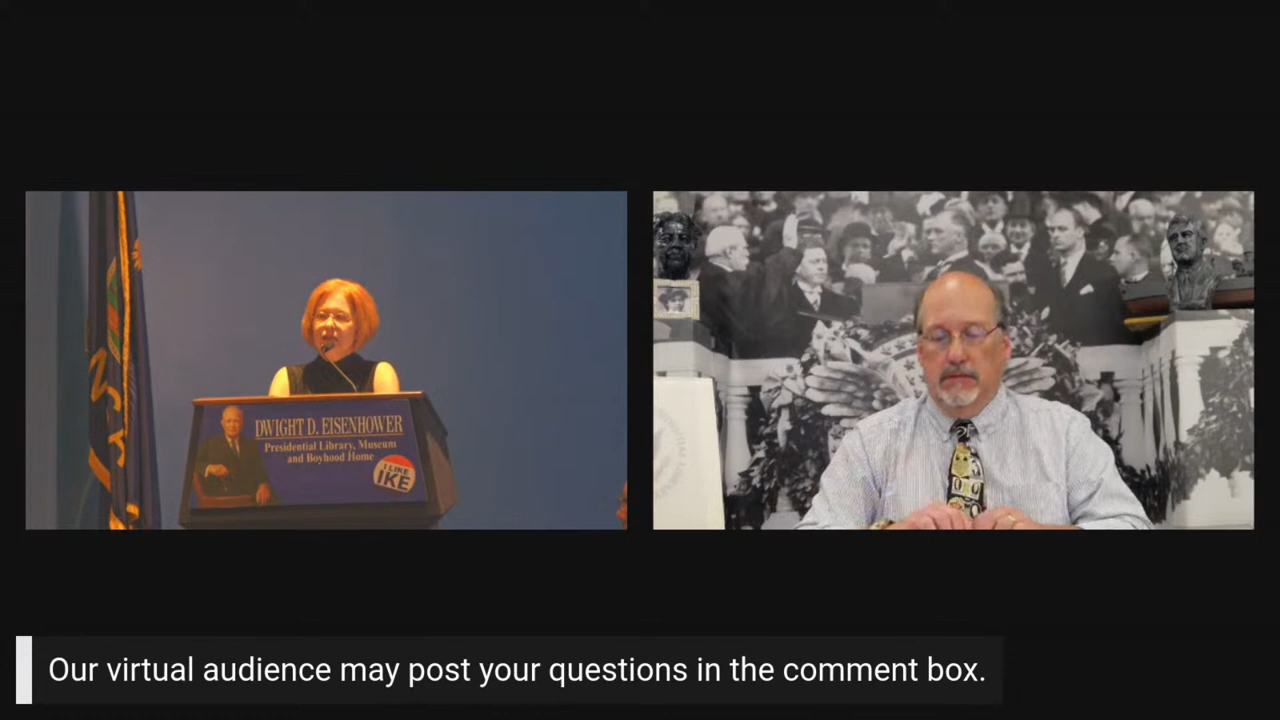 DWIGHT D. EISENHOWER
Presidential Library, Museum
and Boyhood Home
I LIKE
IKE
Our virtual audience may post your questions in the comment box.